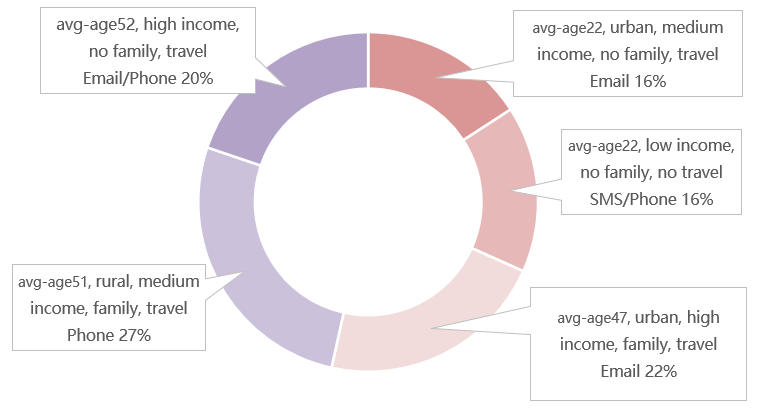 avg-age52, high income,
no family, travel
Email/Phone 20%
avg-age22, urban, medium
income, no family, travel
Email 16%
avg-age22, low income,
no family, no travel
SMS/Phone 16%
avg-age51, rural, medium
income, family, travel
Phone 27%
avg-age47, urban, high
income, family, travel
Email 22%